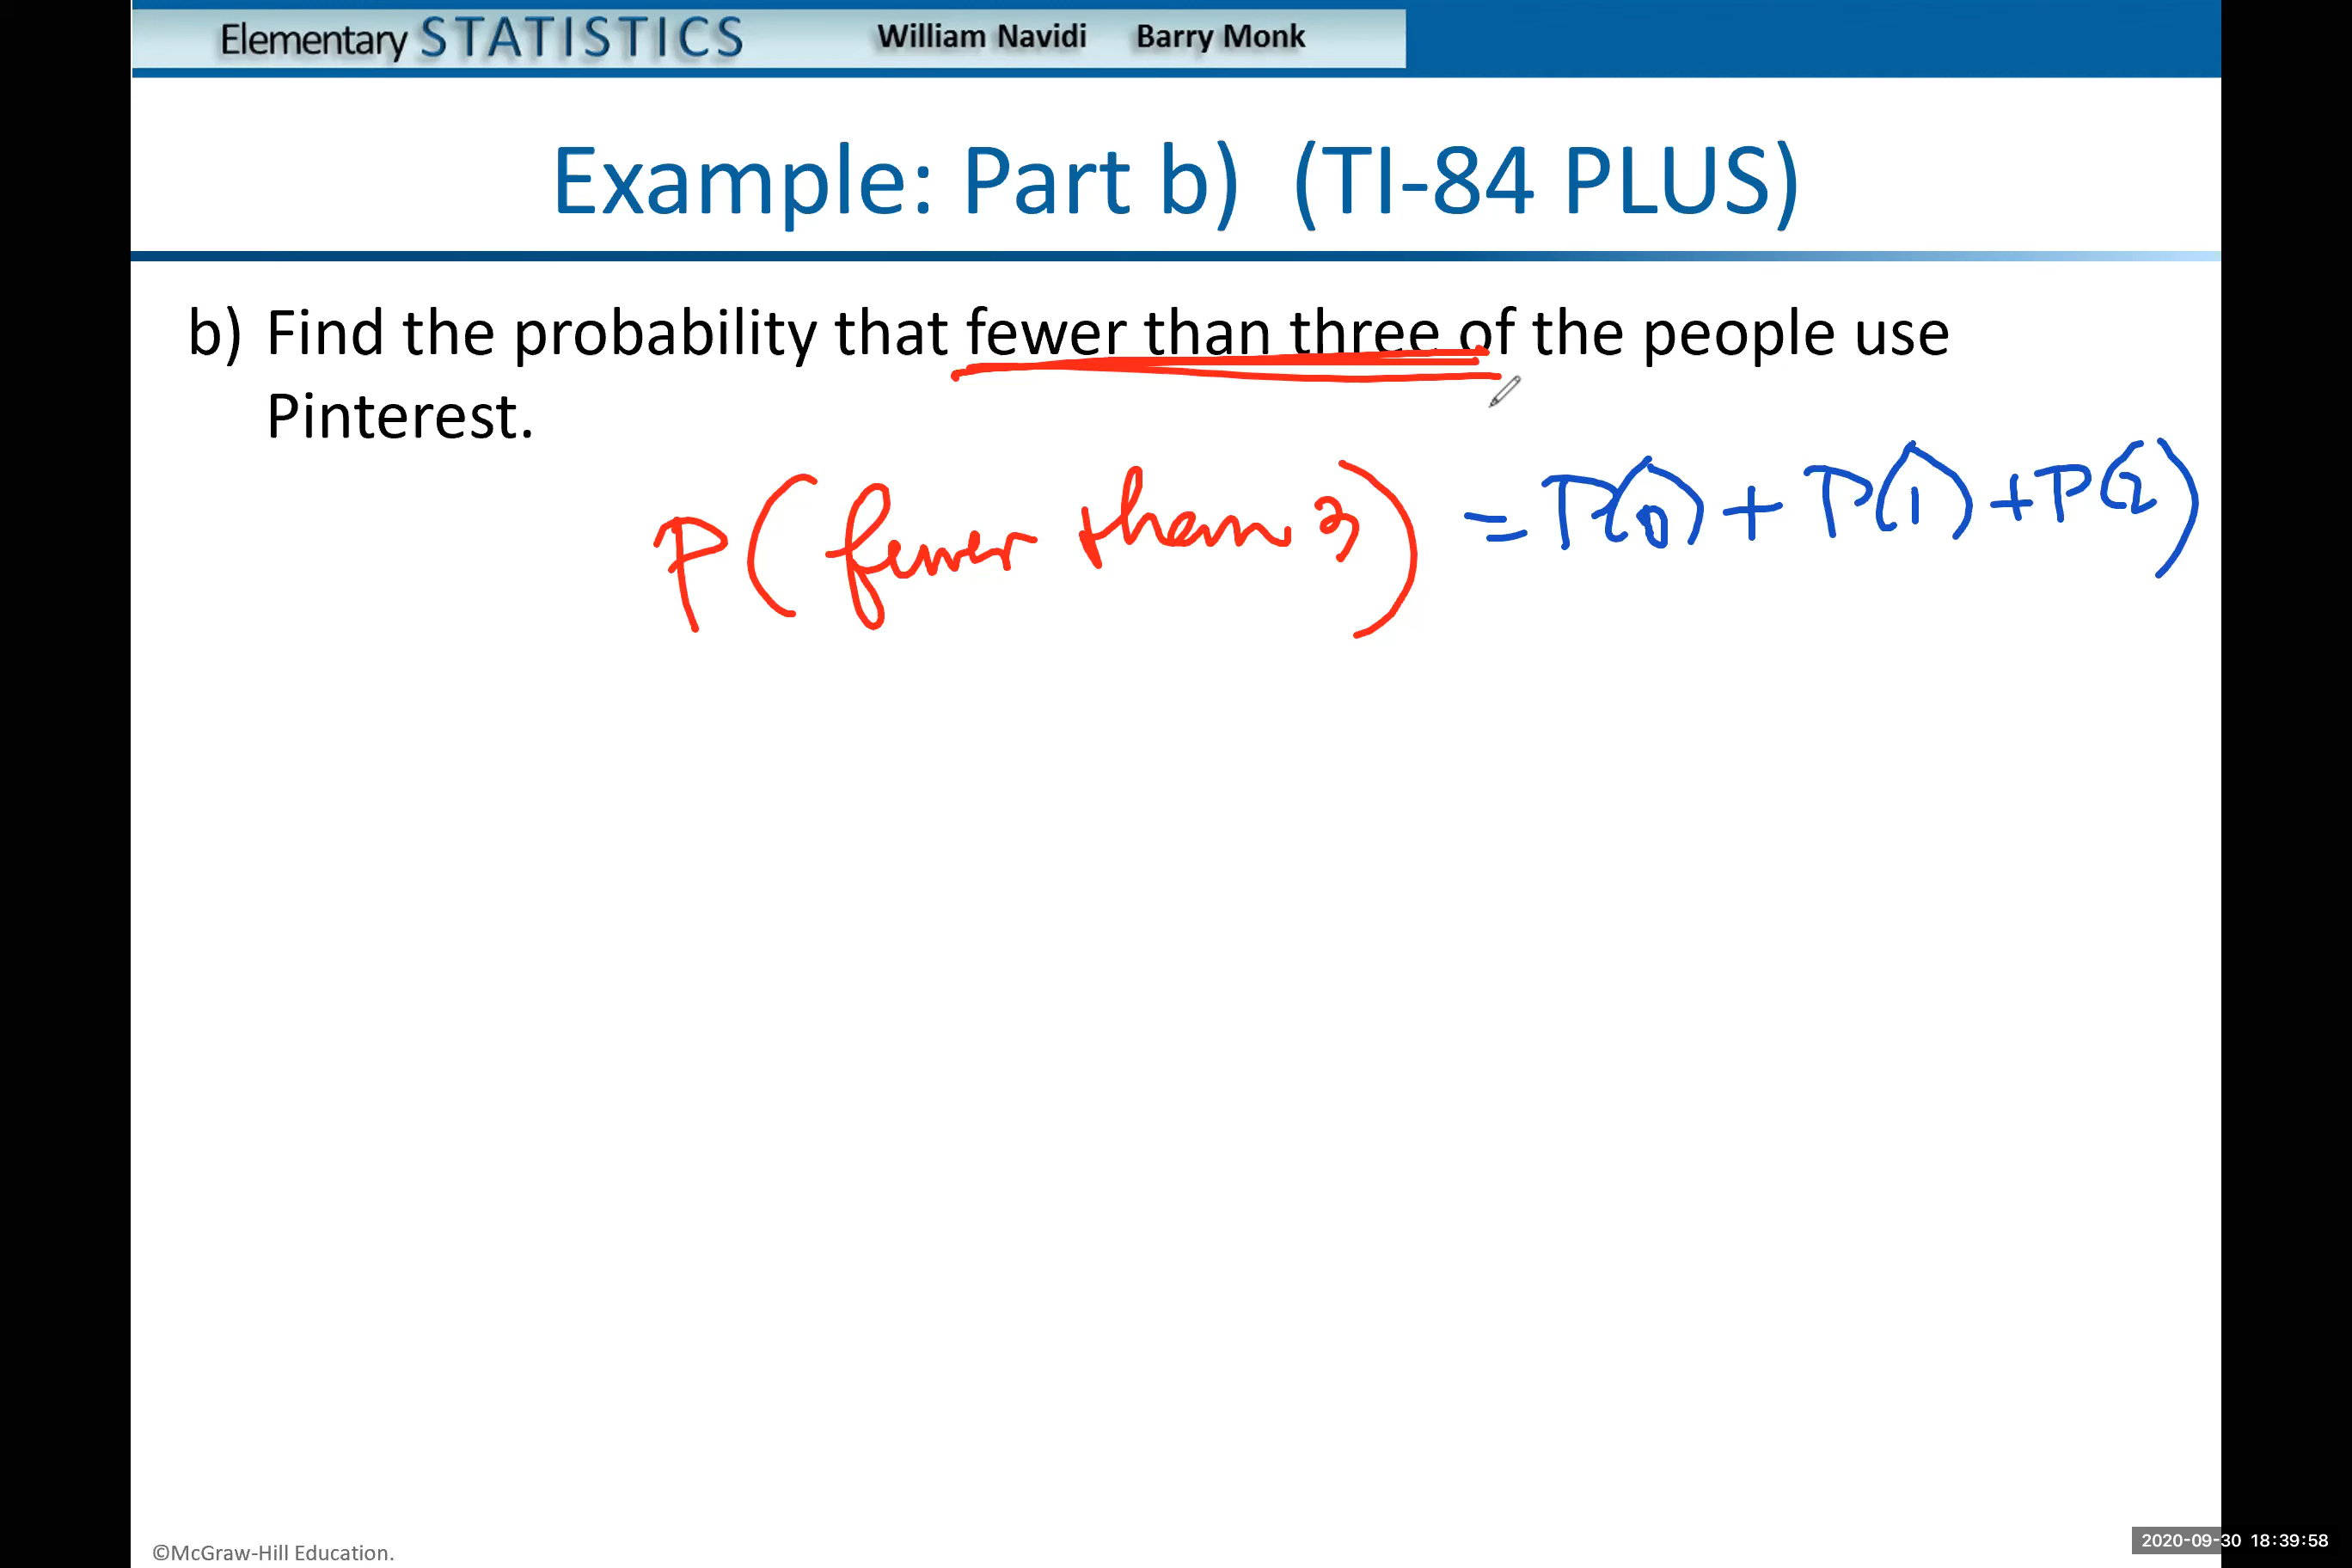 Elementary STATISTICS William Navidi Barry Monk
Example: Part b) (TI-84 PLUS)
b) Find the probability that fewer than three of the people use
Pinterest.
P(fewer than 3) = P(0) + P(1) + P(2)
©McGraw-Hill Education.
2020-09-30 18:39:58